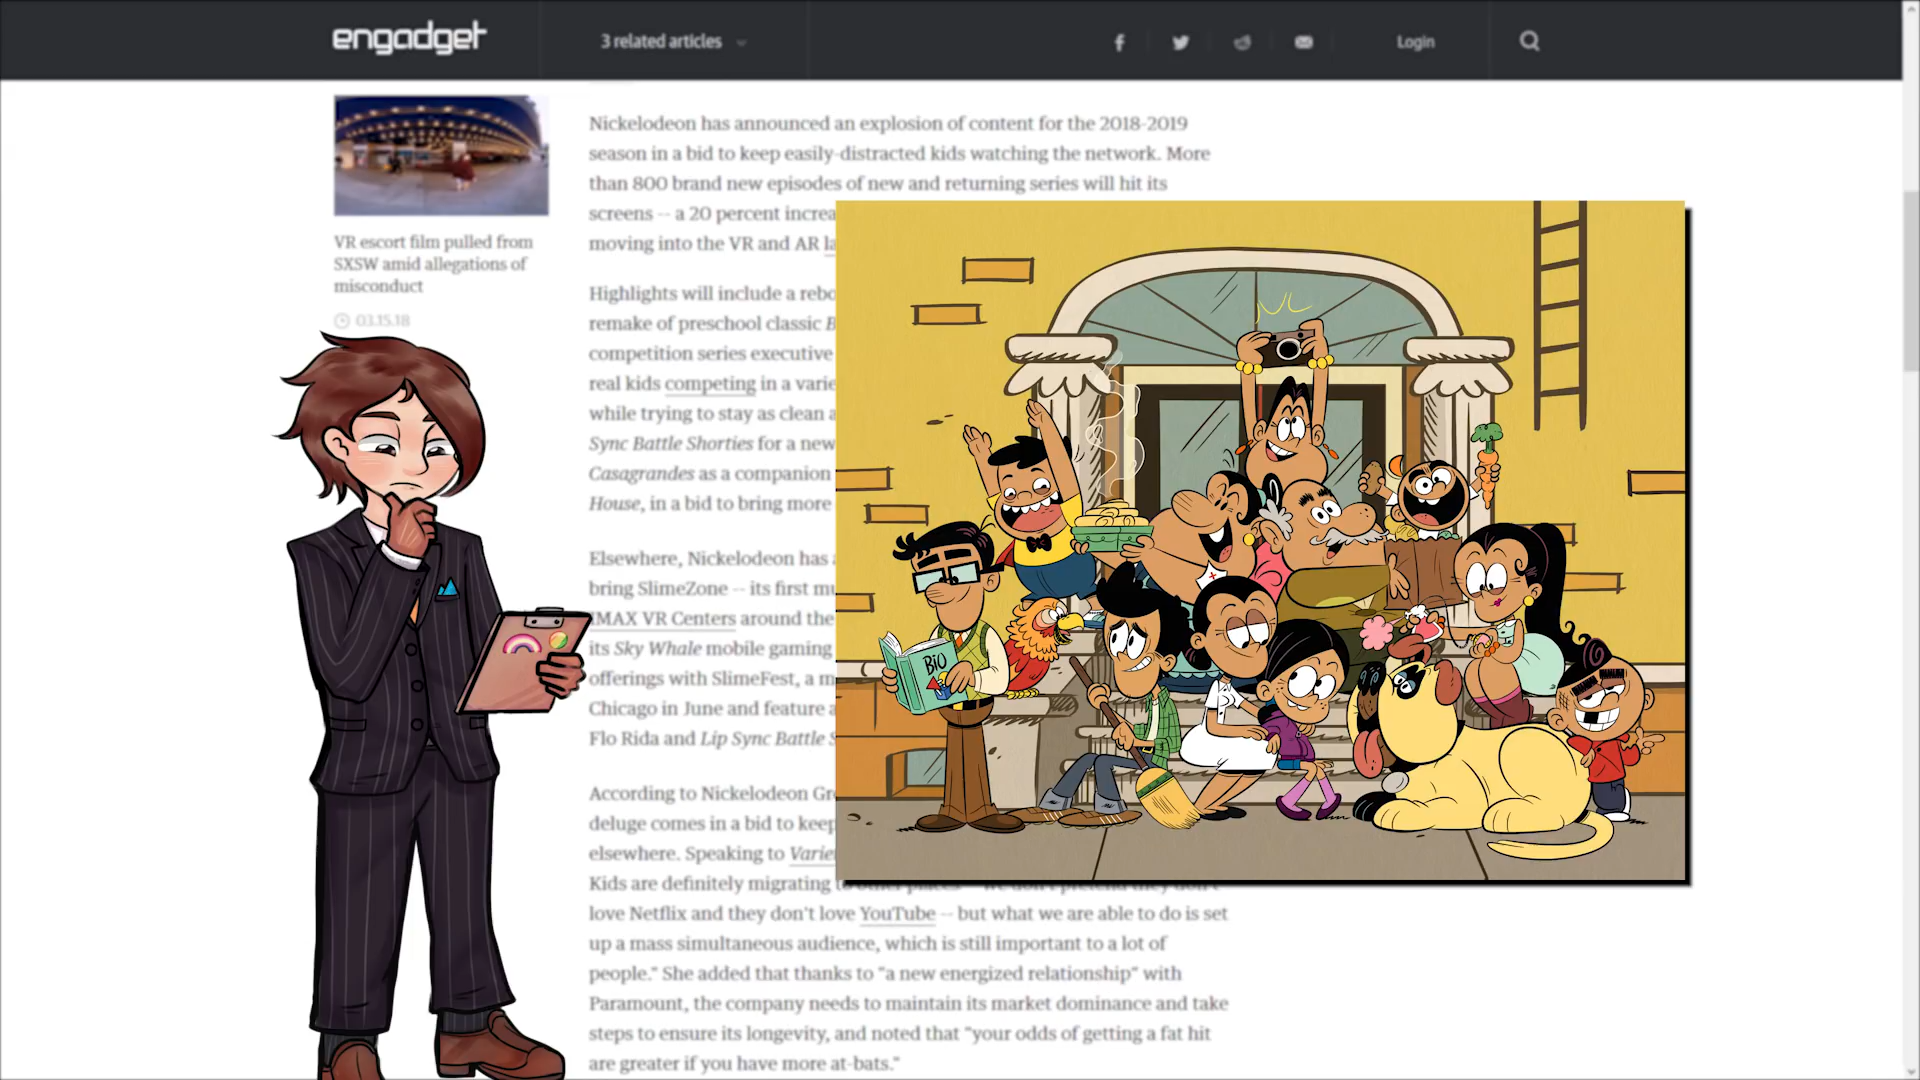 engadget
3 related articles
Login
VR escort film pulled from
SXSW amid allegations of
misconduct
03.15.18
Nickelodeon has announced an explosion of content for the 2018-2019
season in a bid to keep easily-distracted kids watching the network. More
than 800 brand new episodes of new and returning series will hit its
screens -- a 20 percent increa
moving into the VR and AR la
Highlights will include a rebo
remake of preschool classic B
competition series executive
real kids competing in a varie
while trying to stay as clean a
Sync Battle Shorties for a new
Casagrandes as a companion
House, in a bid to bring more
Elsewhere, Nickelodeon has a
bring SlimeZone -- its first mu
IMAX VR Centers around the
its Sky Whale mobile gaming
offerings with SlimeFest, a m
Chicago in June and feature a
Flo Rida and Lip Sync Battle S
According to Nickelodeon Gr
deluge comes in a bid to keep
elsewhere. Speaking to Varie
Kids are definitely migrating to other places -- we don't pretend they don't
love Netflix and they don't love YouTube -- but what we are able to do is set
up a mass simultaneous audience, which is still important to a lot of
people." She added that thanks to "a new energized relationship" with
Paramount, the company needs to maintain its market dominance and take
steps to ensure its longevity, and noted that "your odds of getting a fat hit
are greater if you have more at-bats."
BIO